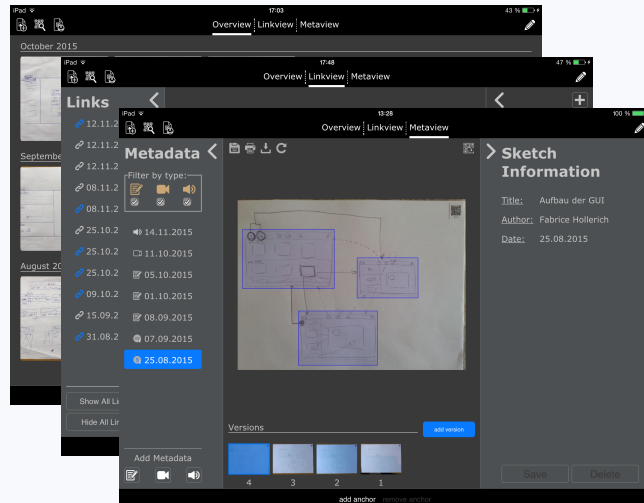 iPad 17:03 43 %
Overview Linkview Metaview
October 2015
August 20
iPad 17:48 47 %
Overview Linkview Metaview
Links
12.11.2
12.11.2
12.11.2
08.11.2
08.11.2
25.10.2
25.10.2
25.10.2
09.10.2
15.09.2
31.08.2
Show All Li
Hide All Lin
iPad 13:28 100 %
Overview Linkview Metaview
Metadata
Filter by type:
14.11.2015
11.10.2015
05.10.2015
01.10.2015
08.09.2015
07.09.2015
25.08.2015
Add Metadata
Versions
add version
4 3 2 1
Sketch
Information
Title: Aufbau der GUI
Author: Fabrice Hollerich
Date: 25.08.2015
Save Delete
add anchor remove anchor